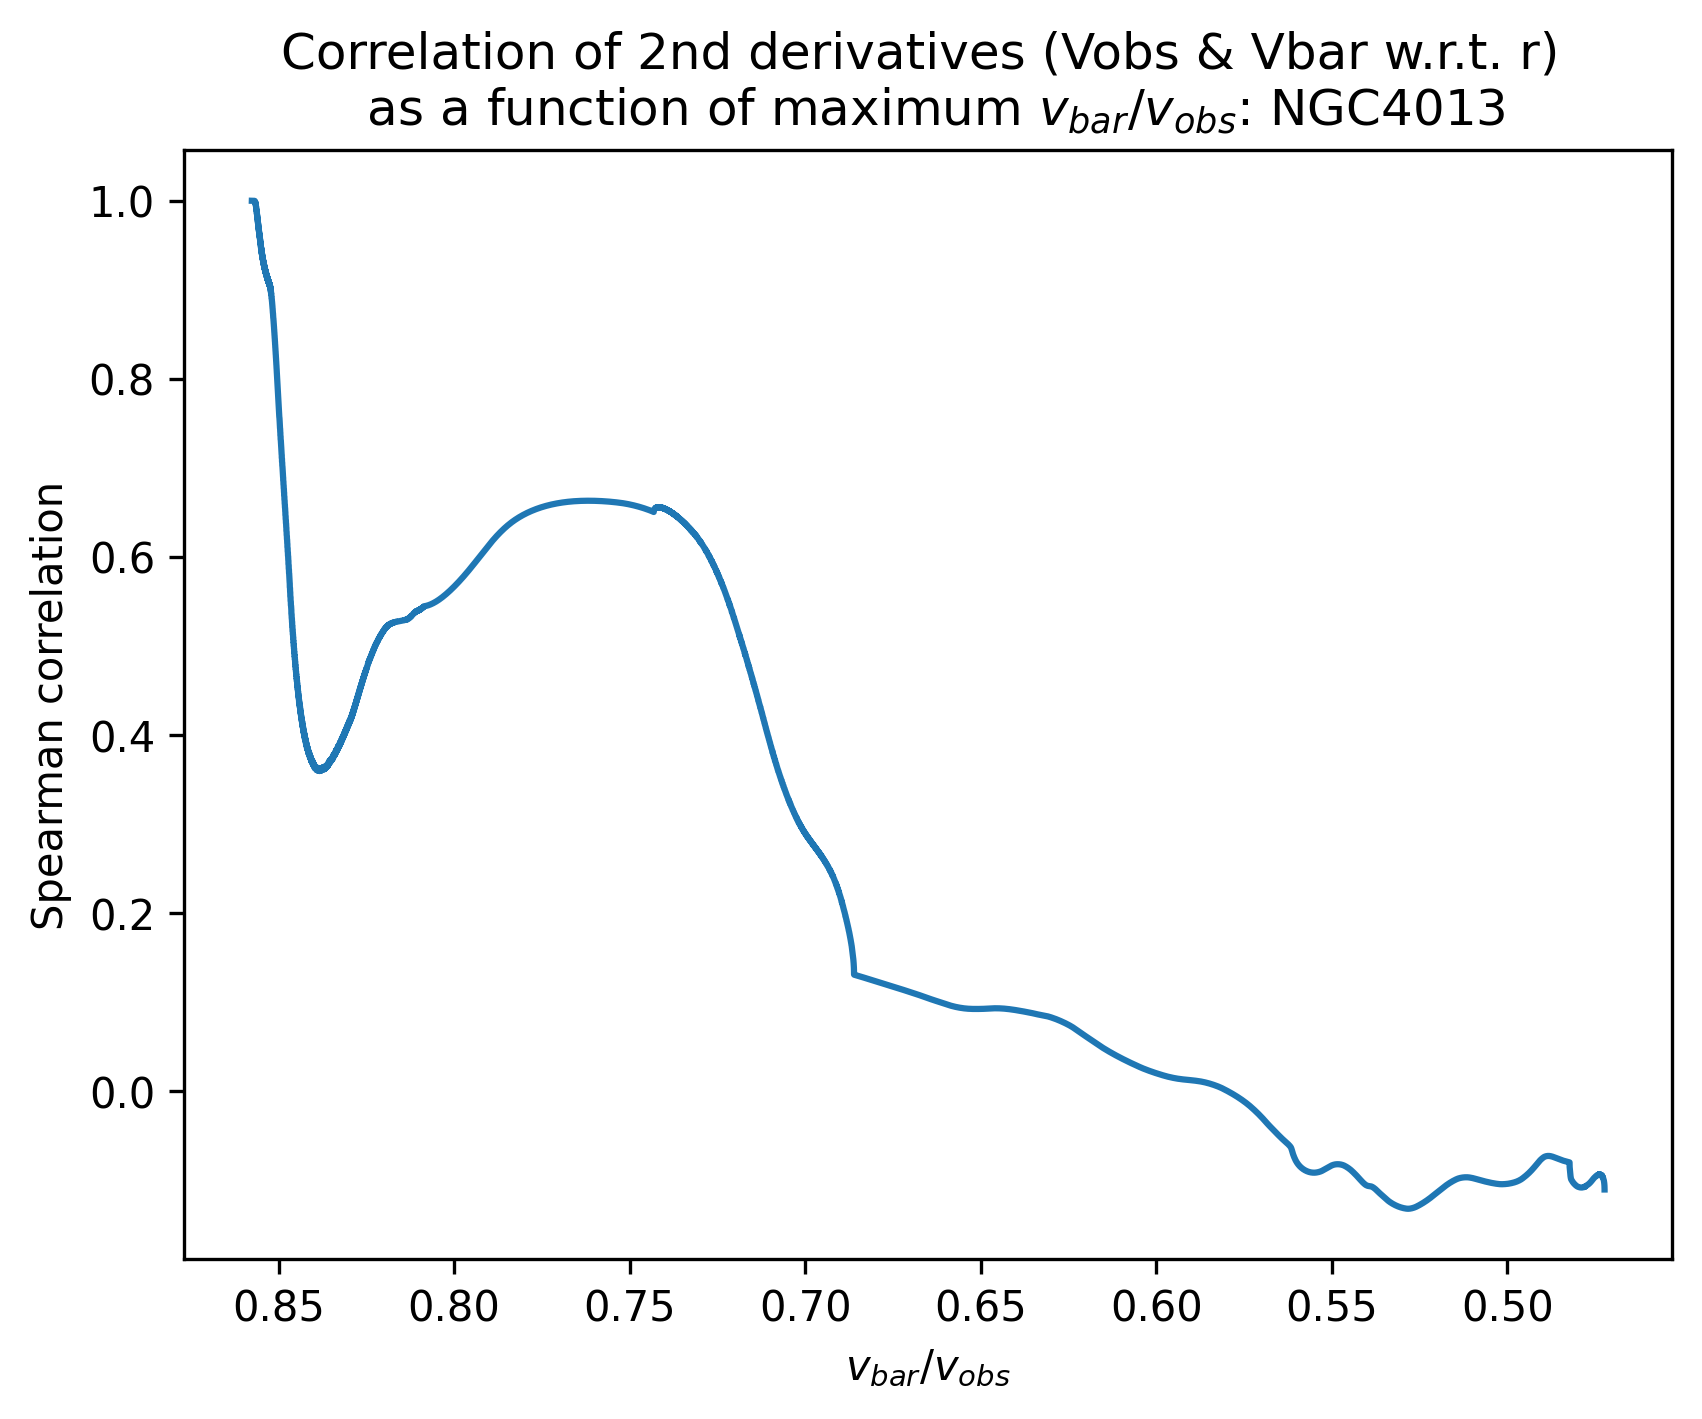 Correlation of 2nd derivatives (Vobs & Vbar w.r.t. r)
as a function of maximum v_bar/v_obs: NGC4013
Spearman correlation
1.0
0.8
0.6
0.4
0.2
0.0
0.85 0.80 0.75 0.70 0.65 0.60 0.55 0.50
v_bar/v_obs